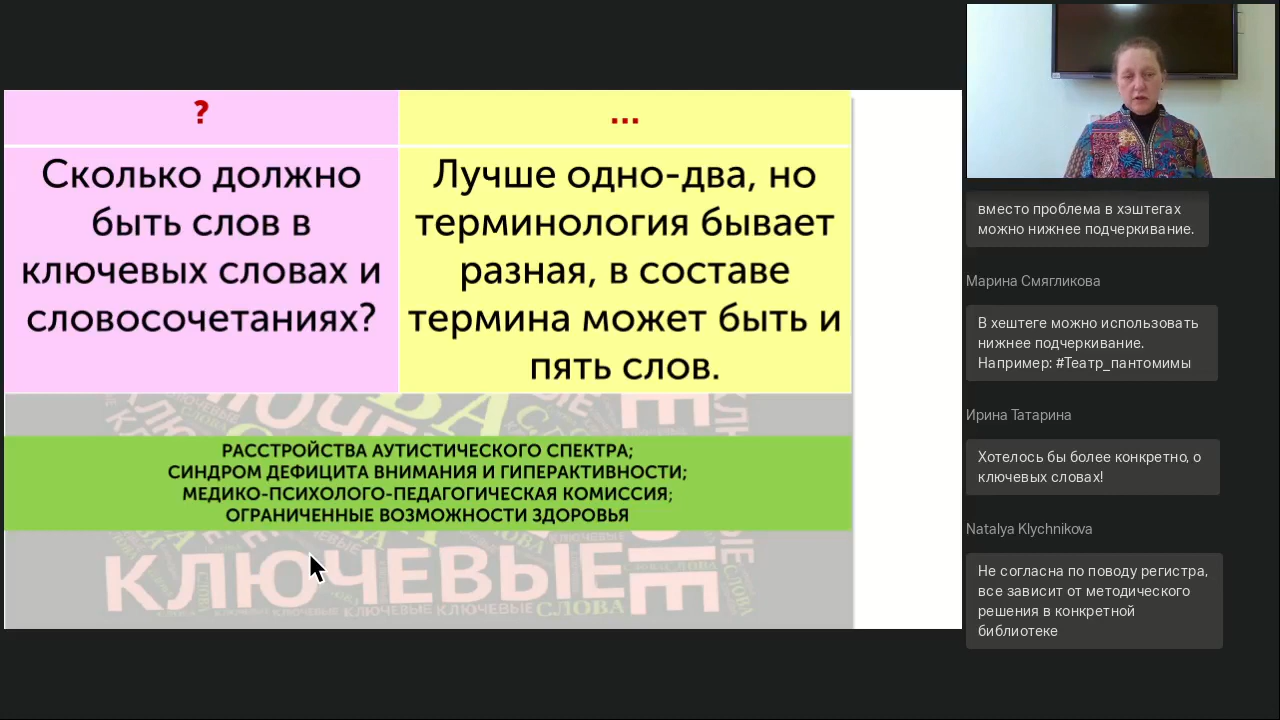 ?
...
Сколько должно
быть слов в
ключевых словах и
словосочетаниях?
Лучше одно-два, но
терминология бывает
разная, в составе
термина может быть и
пять слов.
РАССТРОЙСТВА АУТИСТИЧЕСКОГО СПЕКТРА;
СИНДРОМ ДЕФИЦИТА ВНИМАНИЯ И ГИПЕРАКТИВНОСТИ;
МЕДИКО-ПСИХОЛОГО-ПЕДАГОГИЧЕСКАЯ КОМИССИЯ;
ОГРАНИЧЕННЫЕ ВОЗМОЖНОСТИ ЗДОРОВЬЯ
КЛЮЧЕВЫЕ
КЛЮЧЕВЫЕ КЛЮЧЕВЫЕ СЛОВА
вместо проблема в хэштегах
можно нижнее подчеркивание.
Марина Смягликова
В хештеге можно использовать
нижнее подчеркивание.
Например: #Театр_пантомимы
Ирина Татарина
Хотелось бы более конкретно, о
ключевых словах!
Natalya Klychnikova
Не согласна по поводу регистра,
все зависит от методического
решения в конкретной
библиотеке